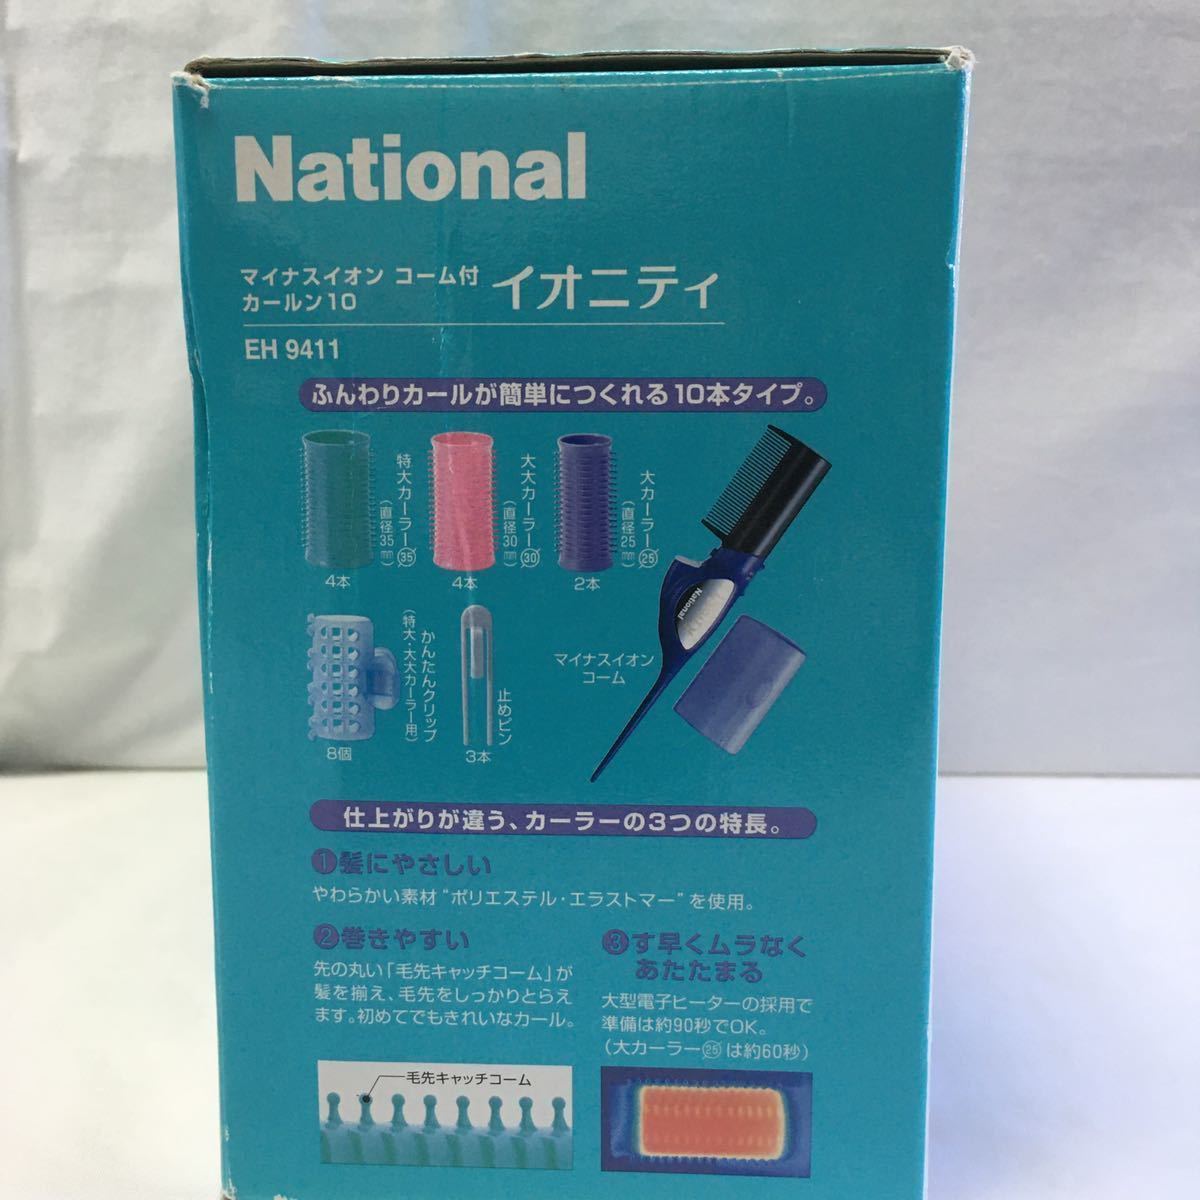 National
マイナスイオン コーム付
カールン10
イオニティ
EH 9411
ふんわりカールが簡単につくれる10本タイプ。
特大カーラー㉟
(直径35㎜)
4本
大大カーラー㉚
(直径30㎜)
4本
大カーラー㉕
(直径25㎜)
2本
National
マイナスイオン
コーム
かんたんクリップ
(特大・大大カーラー用)
8個
止めピン
3本
仕上がりが違う、カーラーの3つの特長。
❶髪にやさしい
やわらかい素材“ポリエステル・エラストマー”を使用。
❷巻きやすい
先の丸い「毛先キャッチコーム」が
髪を揃え、毛先をしっかりとらえ
ます。初めてでもきれいなカール。
毛先キャッチコーム
❸す早くムラなく
あたたまる
大型電子ヒーターの採用で
準備は約90秒でOK。
(大カーラー㉕は約60秒)